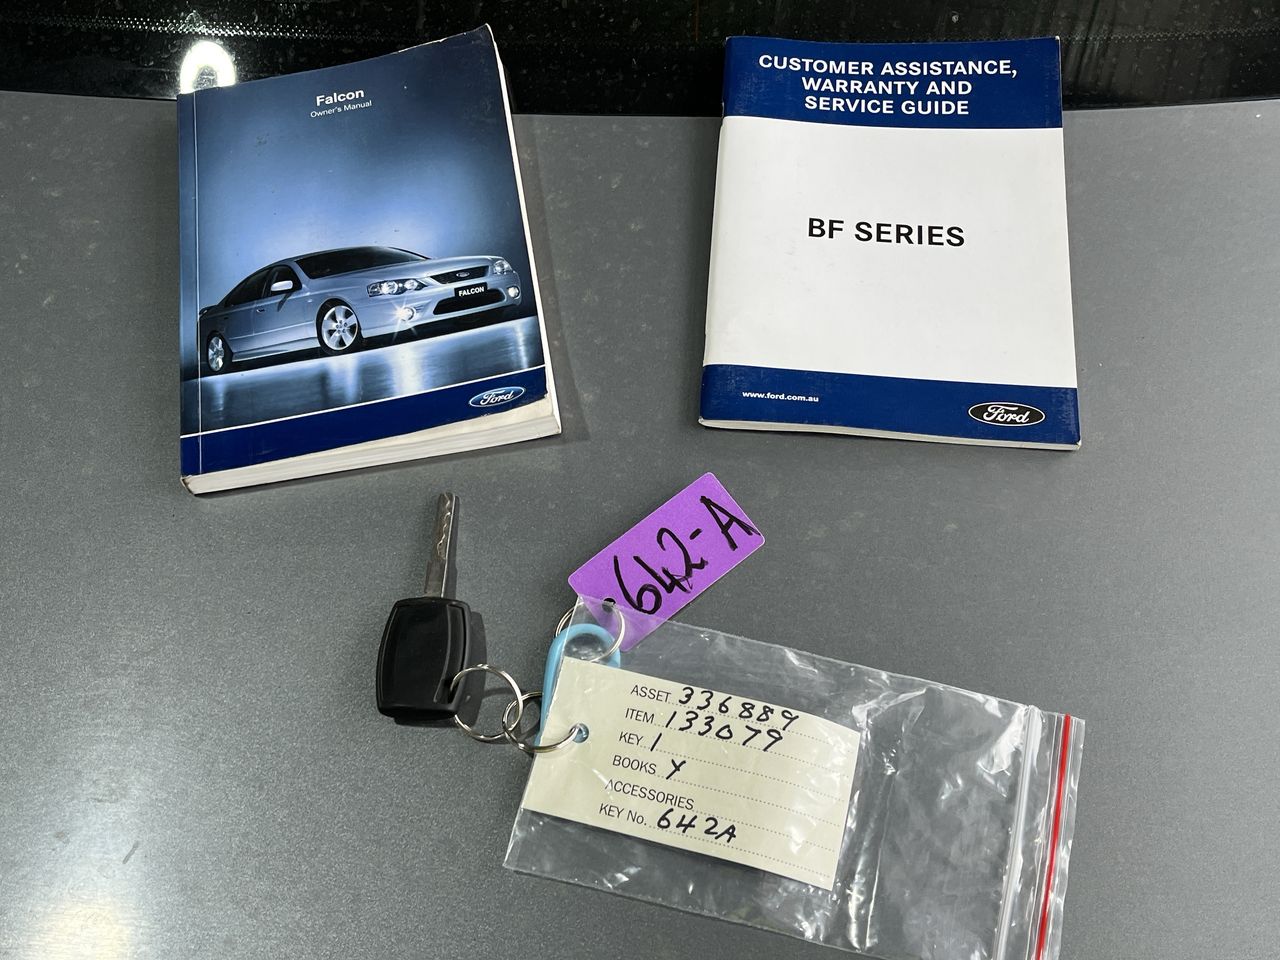 Falcon
Owner's Manual
FALCON
Ford
CUSTOMER ASSISTANCE,
WARRANTY AND
SERVICE GUIDE
BF SERIES
www.ford.com.au
Ford
642-A
ASSET 336889
ITEM 133079
KEY 1
BOOKS Y
ACCESSORIES
KEY No. 642A